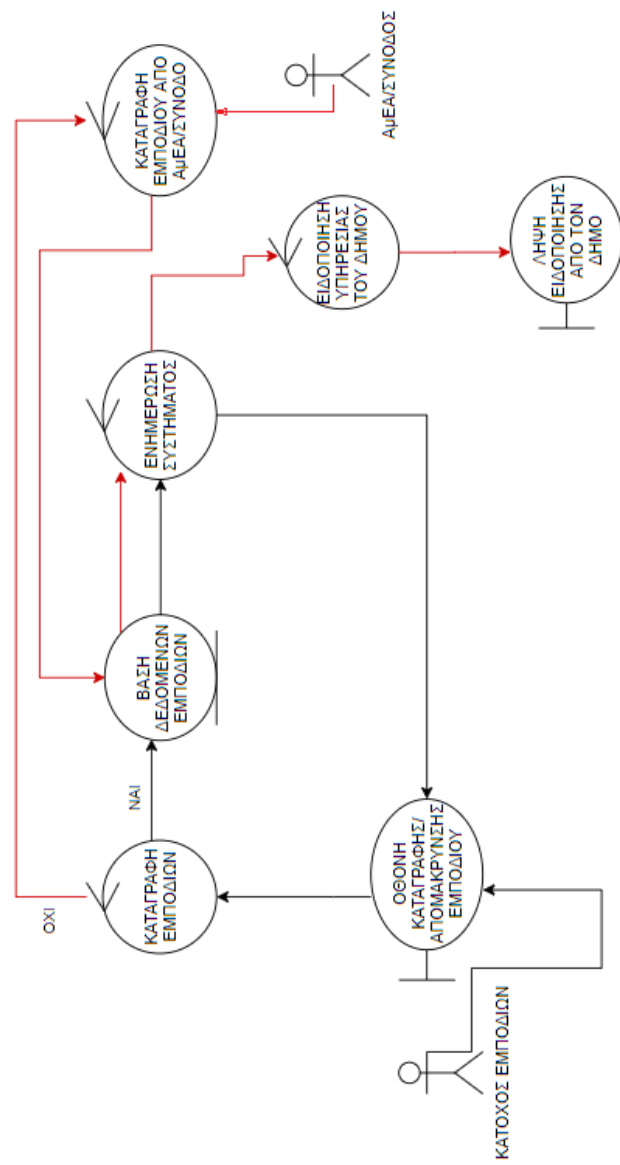 ΟΧΙ
ΚΑΤΑΓΡΑΦΗ
ΕΜΠΟΔΙΩΝ
ΝΑΙ
ΒΑΣΗ
ΔΕΔΟΜΕΝΩΝ
ΕΜΠΟΔΙΩΝ
ΕΝΗΜΕΡΩΣΗ
ΣΥΣΤΗΜΑΤΟΣ
ΚΑΤΑΓΡΑΦΗ
ΕΜΠΟΔΙΟΥ ΑΠΟ
ΑμΕΑ/ΣΥΝΟΔΟ
ΑμΕΑ/ΣΥΝΟΔΟΣ
ΕΙΔΟΠΟΙΗΣΗ
ΥΠΗΡΕΣΙΑΣ
ΤΟΥ ΔΗΜΟΥ
ΟΘΟΝΗ
ΚΑΤΑΓΡΑΦΗΣ/
ΑΠΟΜΑΚΡΥΝΣΗΣ
ΕΜΠΟΔΙΟΥ
ΚΑΤΟΧΟΣ ΕΜΠΟΔΙΩΝ
ΛΗΨΗ
ΕΙΔΟΠΟΙΗΣΗΣ
ΑΠΟ ΤΟΝ
ΔΗΜΟ